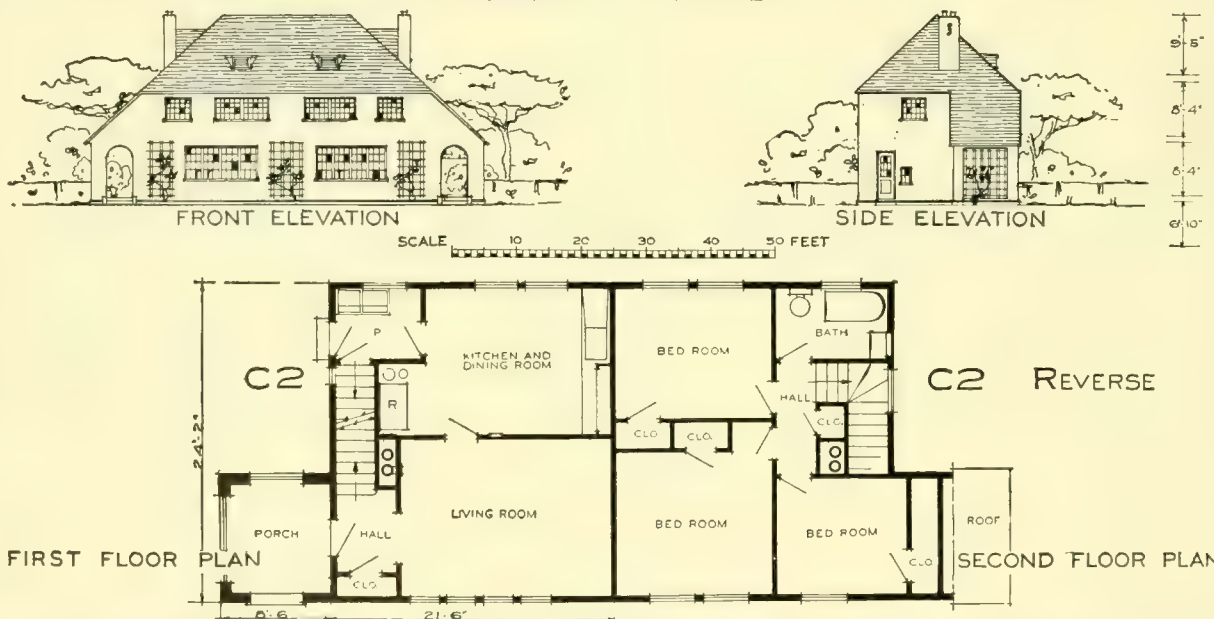 FRONT ELEVATION
SIDE ELEVATION
9'-5"
8'-4"
8'-4"
6'-10"
SCALE 10 20 30 40 50 FEET
C2
C2 REVERSE
24'-2"
P
KITCHEN AND
DINING ROOM
R
BED ROOM
BATH
HALL
CLO.
CLO.
CLO.
PORCH
HALL
LIVING ROOM
CLO.
BED ROOM
BED ROOM
CLO.
ROOF
FIRST FLOOR PLAN
SECOND FLOOR PLAN
8'-6
21'-6"